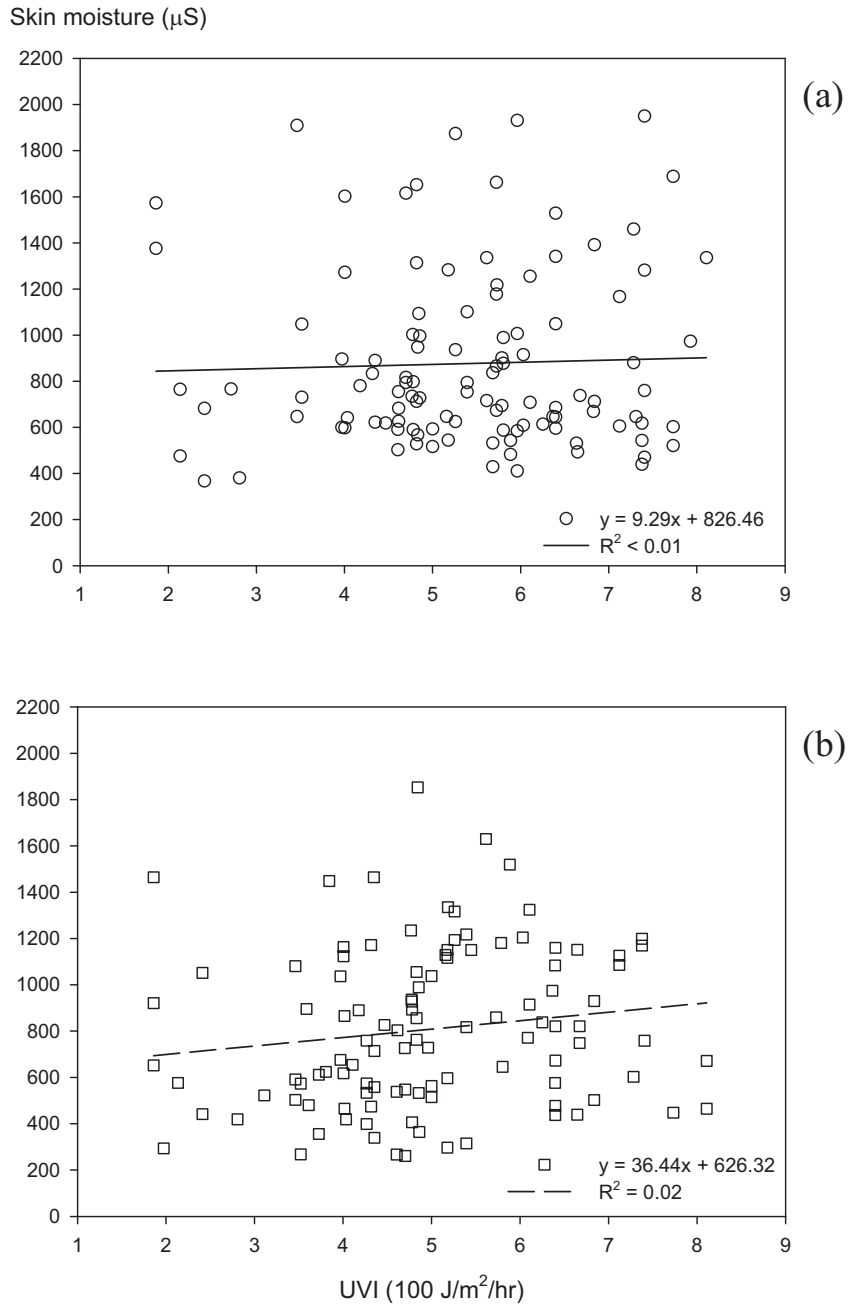 Skin moisture (μS)
2200
2000
1800
1600
1400
1200
1000
800
600
400
200
0
1 2 3 4 5 6 7 8 9
(a)
y = 9.29x + 826.46
R² < 0.01
2200
2000
1800
1600
1400
1200
1000
800
600
400
200
0
1 2 3 4 5 6 7 8 9
(b)
y = 36.44x + 626.32
R² = 0.02
UVI (100 J/m²/hr)